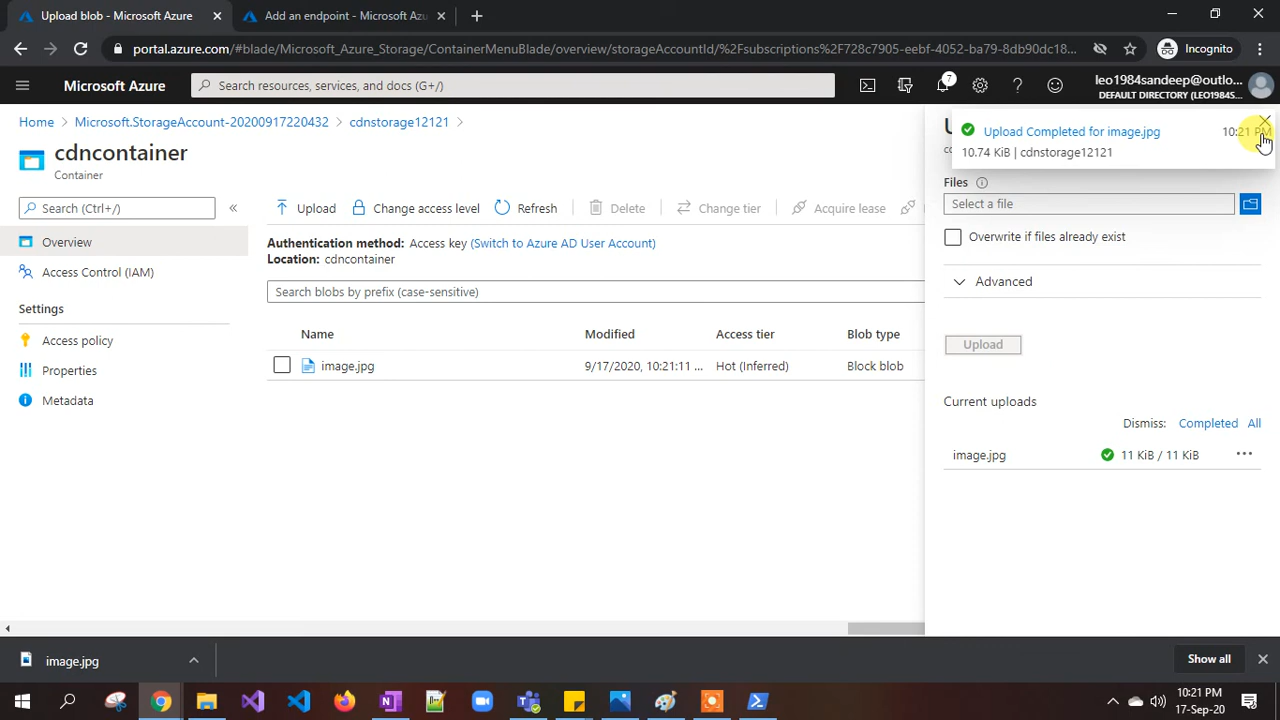 Upload blob - Microsoft Azure
Add an endpoint - Microsoft Azu
portal.azure.com/#blade/Microsoft_Azure_Storage/ContainerMenuBlade/overview/storageAccountId/%2Fsubscriptions%2F728c7905-eebf-4052-ba79-8db90dc18...
Incognito
Microsoft Azure
Search resources, services, and docs (G+/)
7
leo1984sandeep@outlo...
DEFAULT DIRECTORY (LEO1984S...
Home
Microsoft.StorageAccount-20200917220432
cdnstorage12121
cdncontainer
Container
Upload Completed for image.jpg
10:21 PM
10.74 KiB | cdnstorage12121
Search (Ctrl+/)
Upload
Change access level
Refresh
Delete
Change tier
Acquire lease
Overview
Access Control (IAM)
Settings
Access policy
Properties
Metadata
Authentication method: Access key (Switch to Azure AD User Account)
Location: cdncontainer
Search blobs by prefix (case-sensitive)
Name
Modified
Access tier
Blob type
image.jpg
9/17/2020, 10:21:11 ...
Hot (Inferred)
Block blob
Files
Select a file
Overwrite if files already exist
Advanced
Upload
Current uploads
Dismiss: Completed All
image.jpg
11 KiB / 11 KiB
image.jpg
Show all
10:21 PM
17-Sep-20